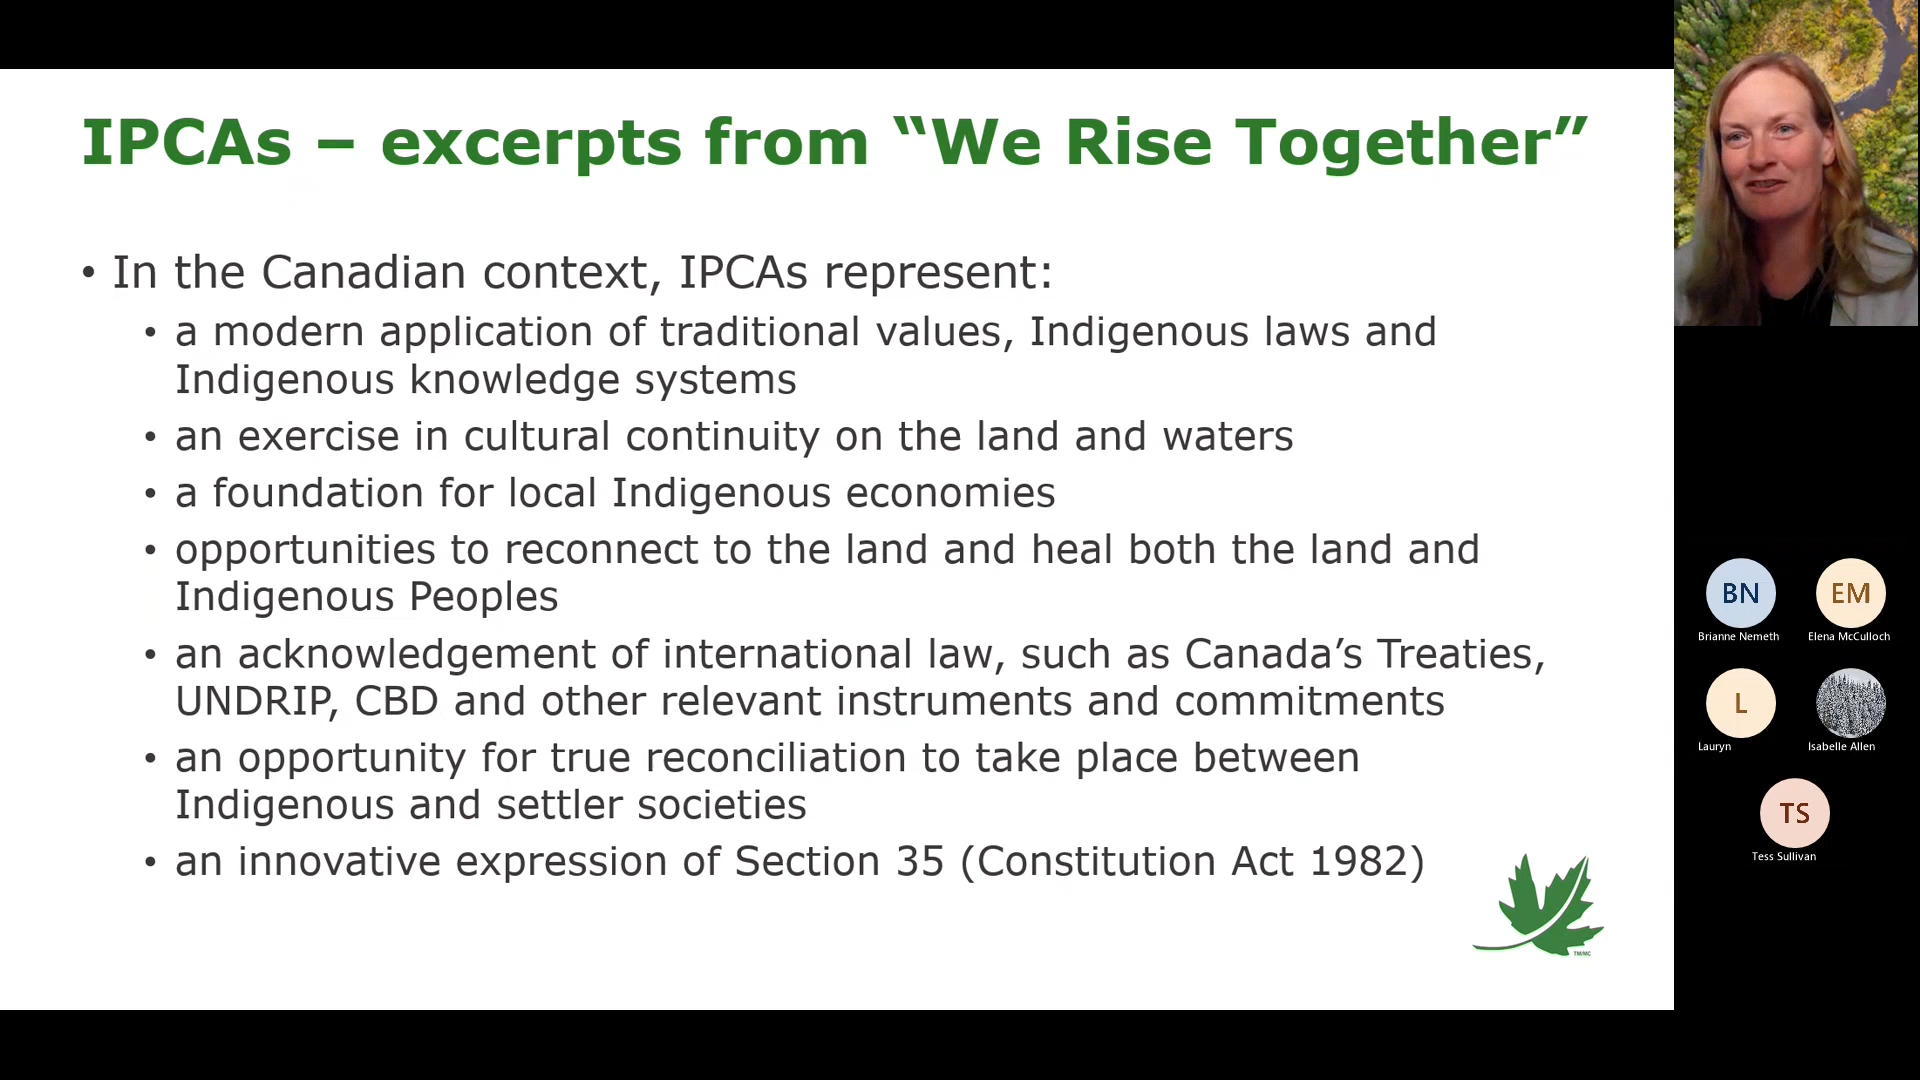 IPCAs – excerpts from “We Rise Together”
• In the Canadian context, IPCAs represent:
• a modern application of traditional values, Indigenous laws and
Indigenous knowledge systems
• an exercise in cultural continuity on the land and waters
• a foundation for local Indigenous economies
• opportunities to reconnect to the land and heal both the land and
Indigenous Peoples
• an acknowledgement of international law, such as Canada’s Treaties,
UNDRIP, CBD and other relevant instruments and commitments
• an opportunity for true reconciliation to take place between
Indigenous and settler societies
• an innovative expression of Section 35 (Constitution Act 1982)
TM/MC
BN
Brianne Nemeth
EM
Elena McCulloch
L
Lauryn
Isabelle Allen
TS
Tess Sullivan